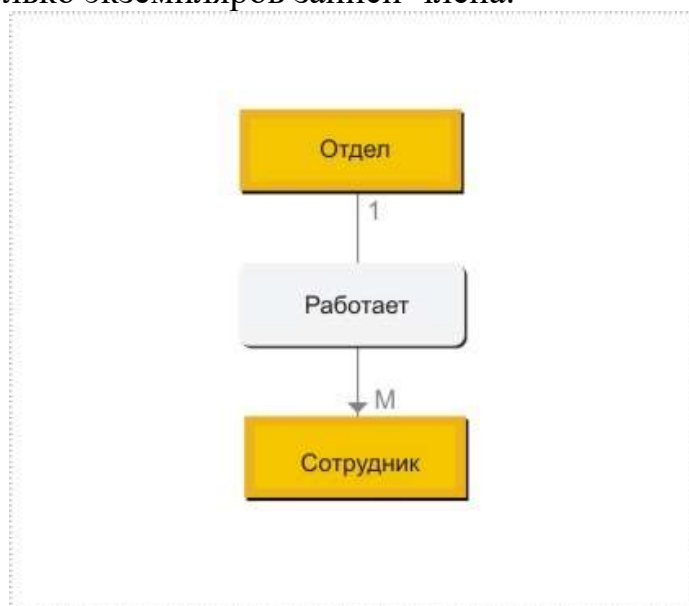 экземпляров записи-члена.
Отдел
1
Работает
M
Сотрудник